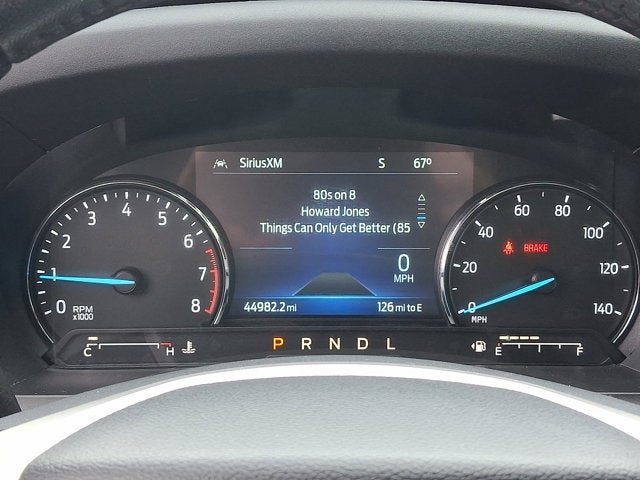 SiriusXM S 67°
80s on 8
Howard Jones
Things Can Only Get Better (85
0
MPH
44982.2 mi 126 mi to E
0 1 2 3 4 5 6 7 8
RPM
x1000
0 20 40 60 80 100 120 140
MPH
BRAKE
C H
P R N D L
E F